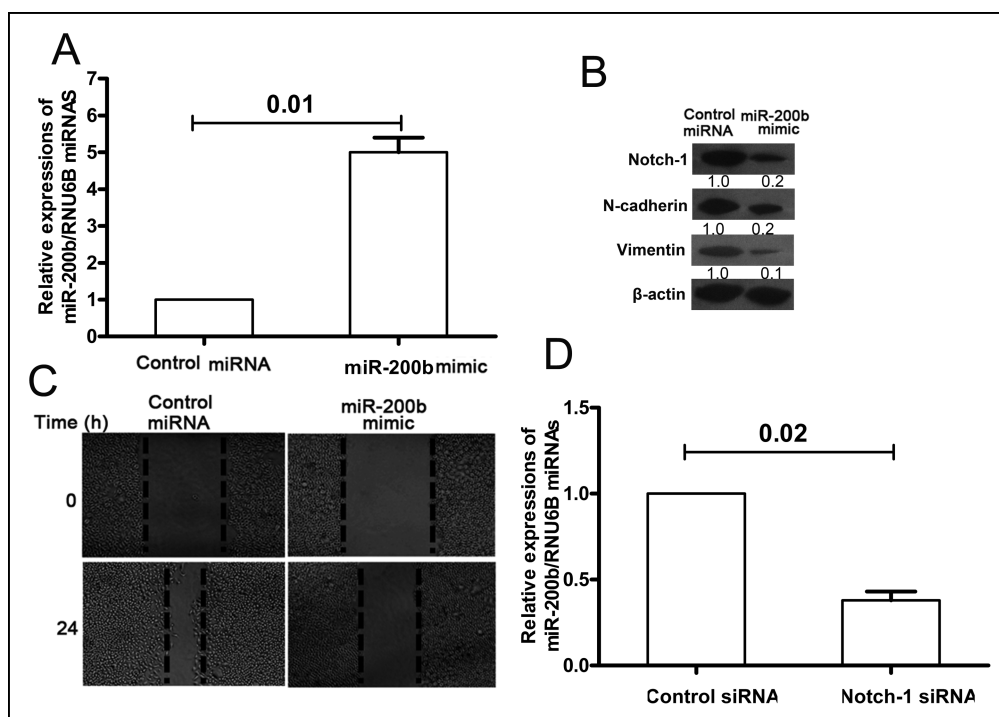 A
Relative expressions of
miR-200b/RNU6B miRNAS
7
6
5
4
3
2
1
0
0.01
Control miRNA
miR-200b mimic
B
Control
miRNA
miR-200b
mimic
Notch-1
1.0 0.2
N-cadherin
1.0 0.2
Vimentin
1.0 0.1
β-actin
C
Time (h)
Control
miRNA
miR-200b
mimic
0
24
D
Relative expressions of
miR-200b/RNU6B miRNAs
1.5
1.0
0.5
0.0
0.02
Control siRNA
Notch-1 siRNA